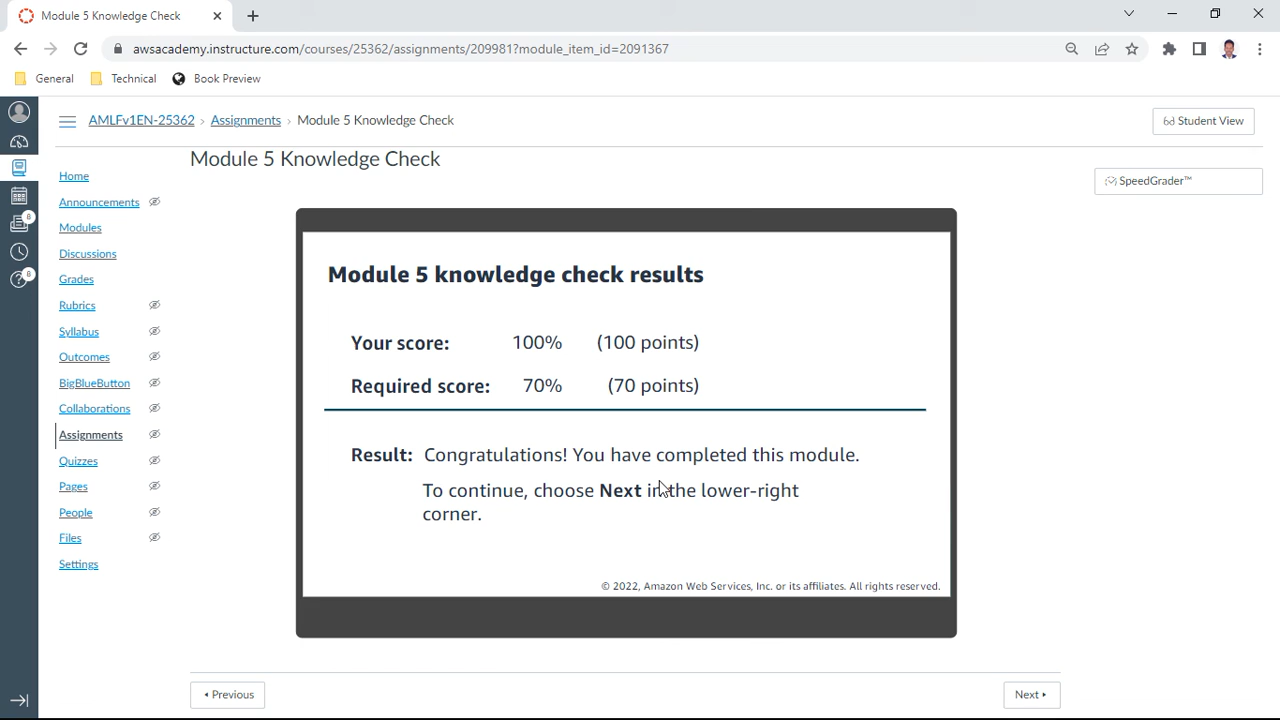 Module 5 Knowledge Check
awsacademy.instructure.com/courses/25362/assignments/209981?module_item_id=2091367
General Technical Book Preview
AMLFv1EN-25362 › Assignments › Module 5 Knowledge Check
Student View
Module 5 Knowledge Check
SpeedGrader™
Home
Announcements
Modules
Discussions
Grades
Rubrics
Syllabus
Outcomes
BigBlueButton
Collaborations
Assignments
Quizzes
Pages
People
Files
Settings
8
8
Module 5 knowledge check results
Your score: 100% (100 points)
Required score: 70% (70 points)
Result: Congratulations! You have completed this module.
To continue, choose Next in the lower-right
corner.
© 2022, Amazon Web Services, Inc. or its affiliates. All rights reserved.
Previous
Next